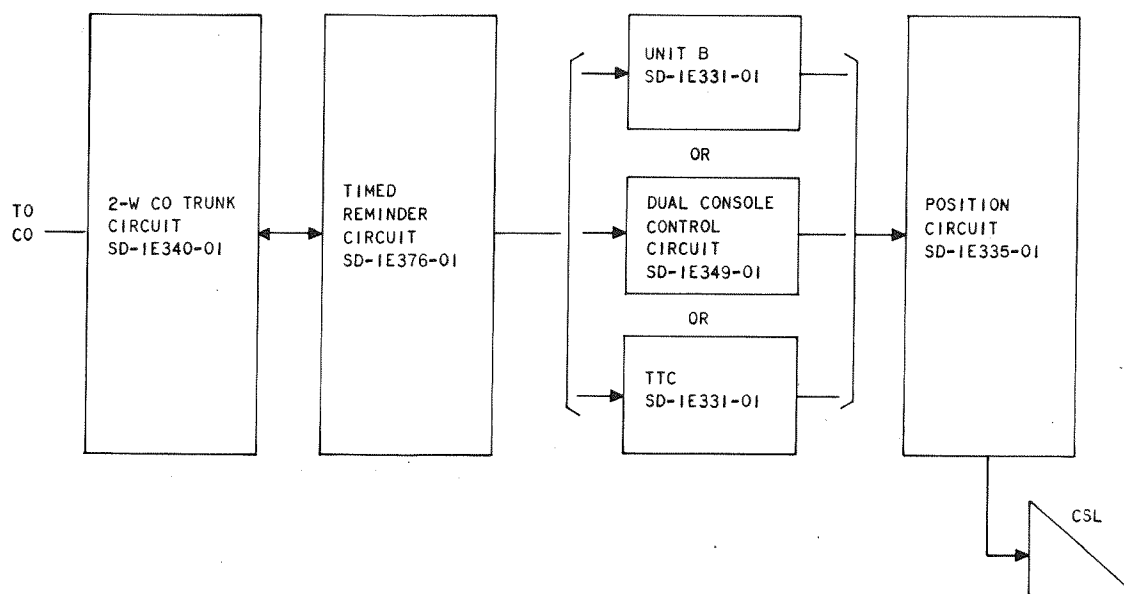 TO
CO
2-W CO TRUNK
CIRCUIT
SD-1E340-01
TIMED
REMINDER
CIRCUIT
SD-1E376-01
UNIT B
SD-1E331-01
OR
DUAL CONSOLE
CONTROL
CIRCUIT
SD-1E349-01
OR
TTC
SD-1E331-01
POSITION
CIRCUIT
SD-1E335-01
CSL